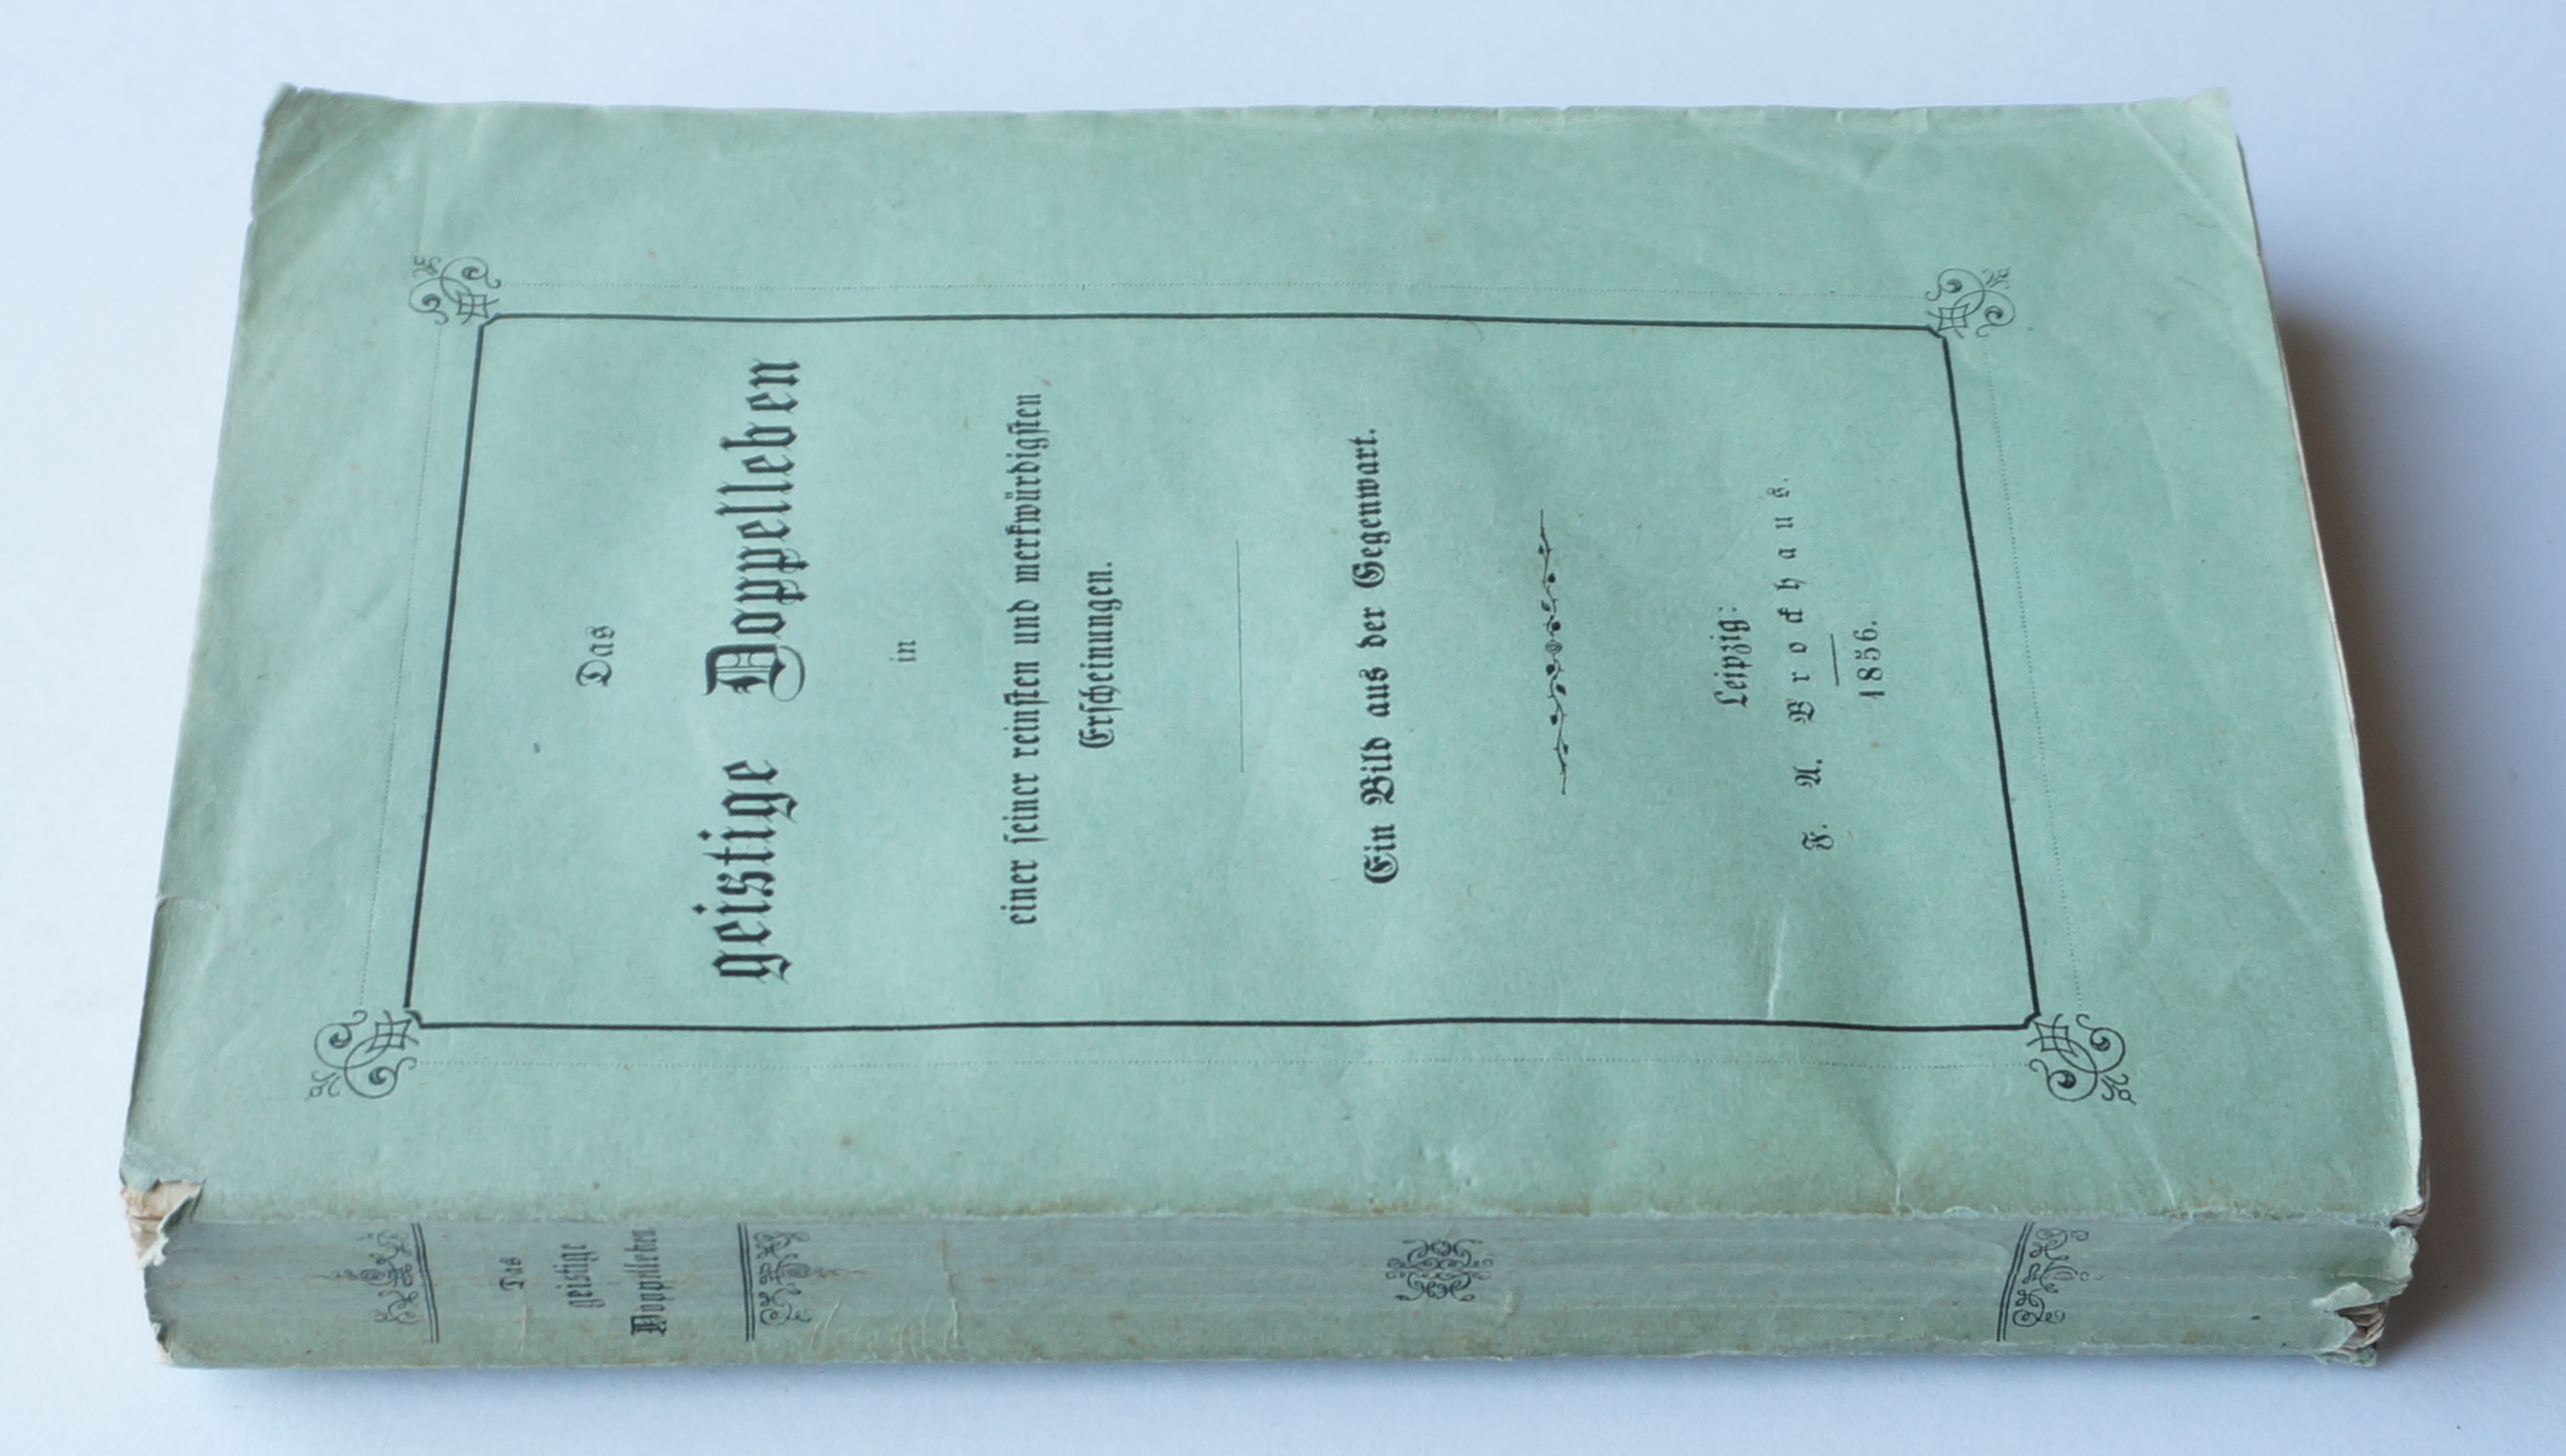 Das
geistige Doppelleben
in
einer seiner reinsten und merkwürdigsten
Erscheinungen.
Ein Bild aus der Gegenwart.
Leipzig:
F. A. Brockhaus.
1856.
Das
geistige
Doppelleben